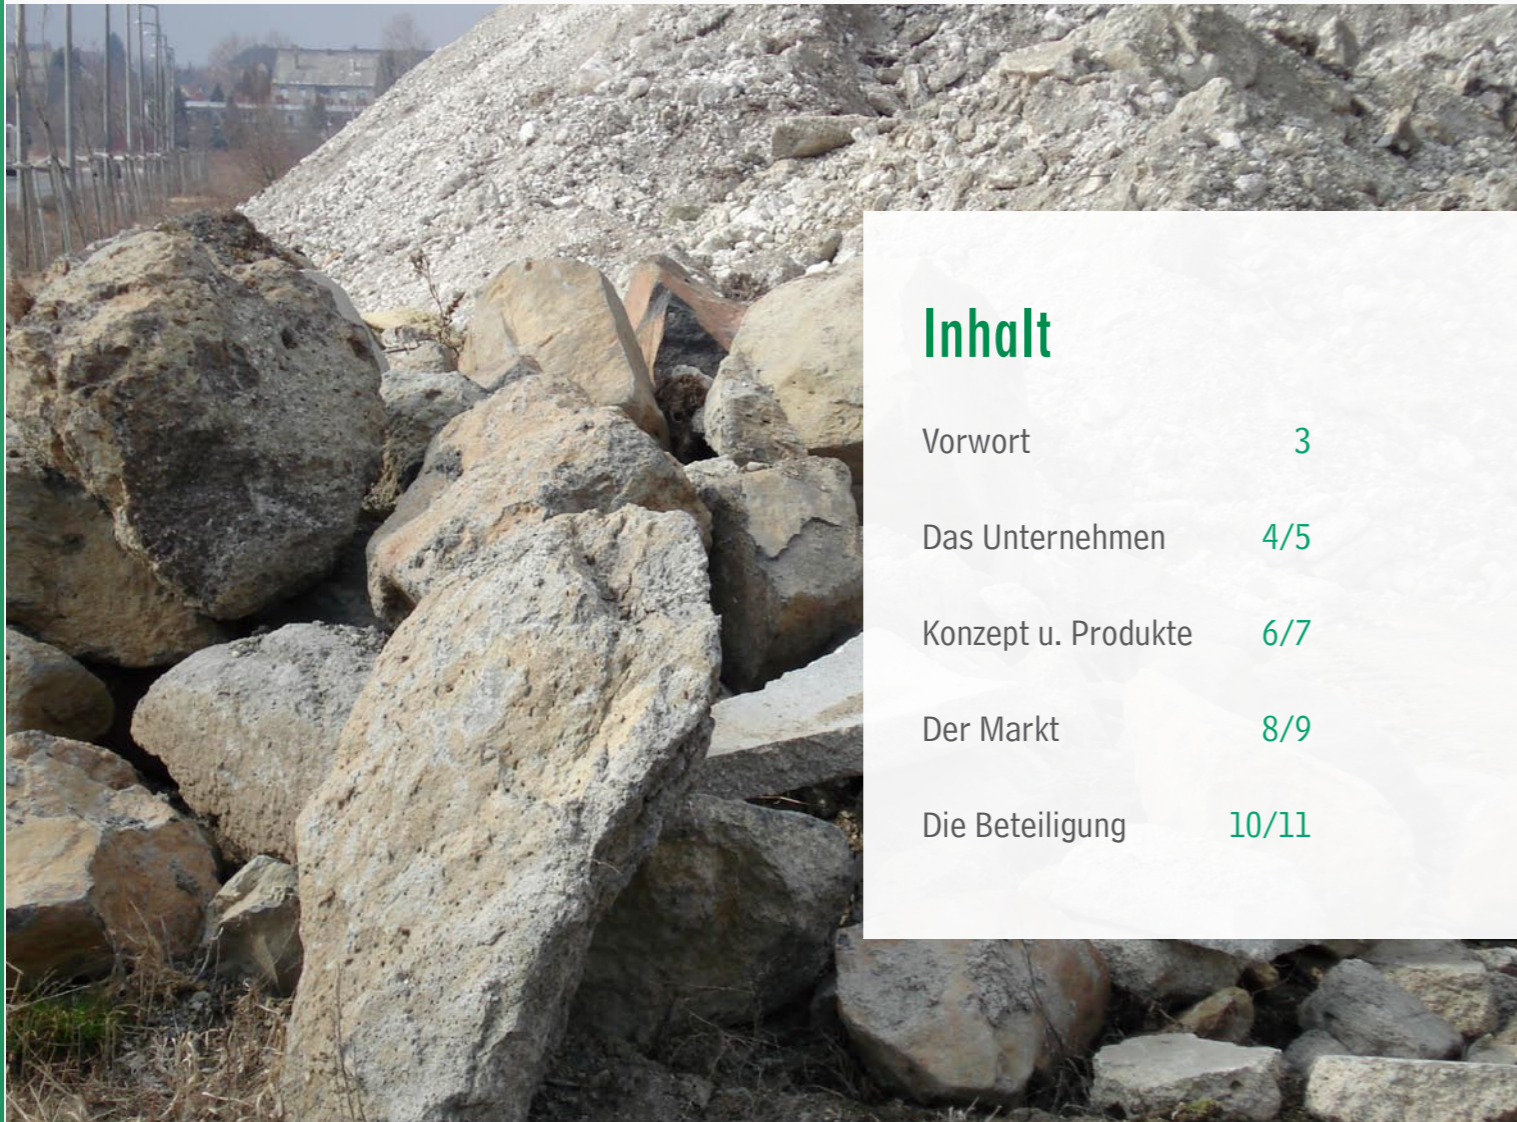 Inhalt
Vorwort 3
Das Unternehmen 4/5
Konzept u. Produkte 6/7
Der Markt 8/9
Die Beteiligung 10/11